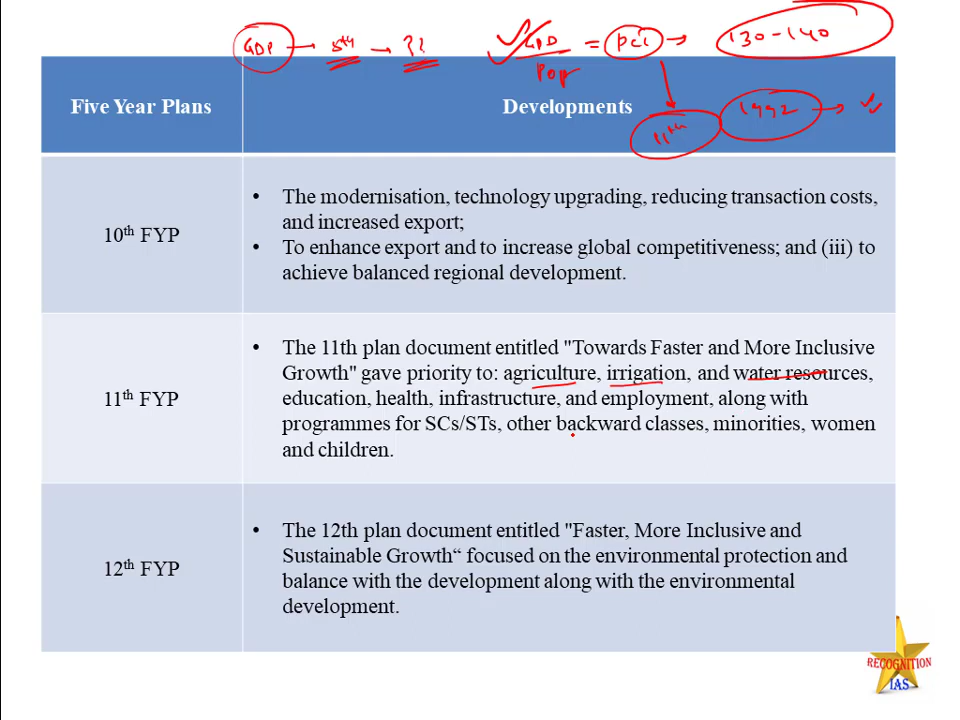 GDP → 5th → ??
GPD = PCI → 130-140
Pop
Five Year Plans
Developments
11th
1992 →
10th FYP
• The modernisation, technology upgrading, reducing transaction costs,
and increased export;
• To enhance export and to increase global competitiveness; and (iii) to
achieve balanced regional development.
11th FYP
• The 11th plan document entitled "Towards Faster and More Inclusive
Growth" gave priority to: agriculture, irrigation, and water resources,
education, health, infrastructure, and employment, along with
programmes for SCs/STs, other backward classes, minorities, women
and children.
12th FYP
• The 12th plan document entitled "Faster, More Inclusive and
Sustainable Growth“ focused on the environmental protection and
balance with the development along with the environmental
development.
RECOGNITION
IAS